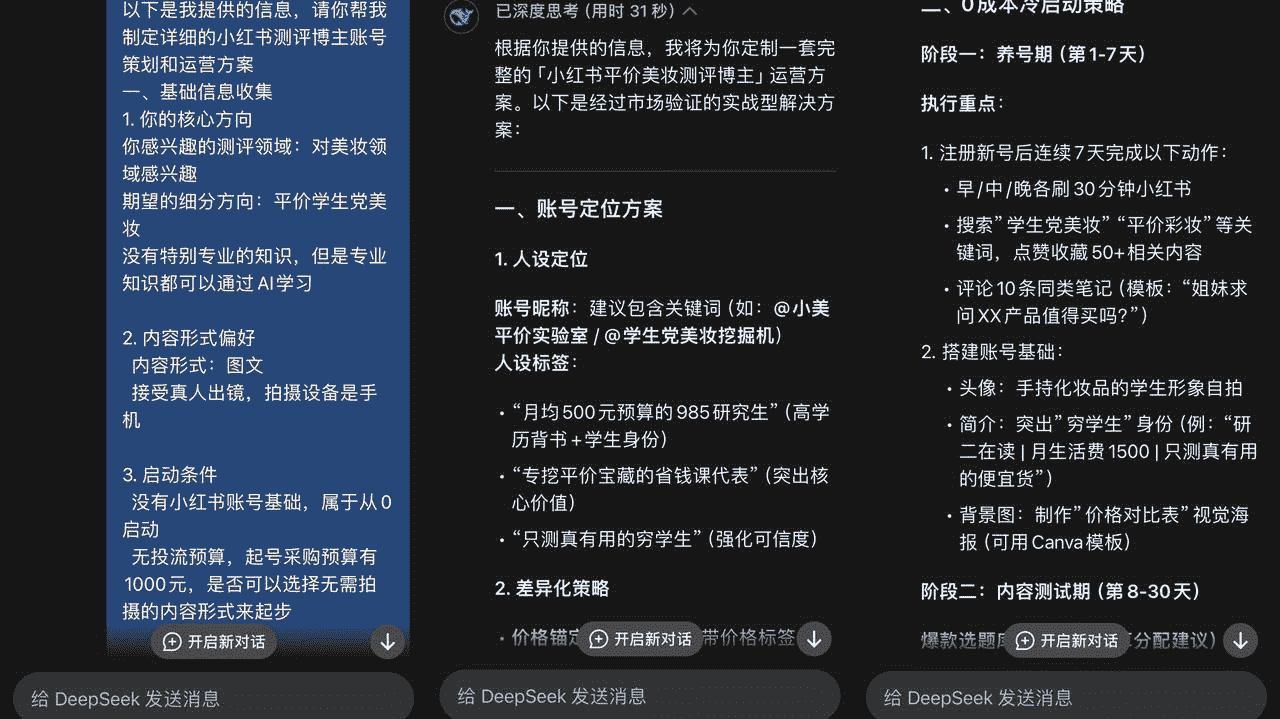 以下是我提供的信息，请你帮我
制定详细的小红书测评博主账号
策划和运营方案
一、基础信息收集
1. 你的核心方向
你感兴趣的测评领域：对美妆领
域感兴趣
期望的细分方向：平价学生党美
妆
没有特别专业的知识，但是专业
知识都可以通过AI学习
2. 内容形式偏好
内容形式：图文
接受真人出镜，拍摄设备是手
机
3. 启动条件
没有小红书账号基础，属于从0
启动
无投流预算，起号采购预算有
1000元，是否可以选择无需拍
摄的内容形式来起步
开启新对话
给 DeepSeek 发送消息
已深度思考（用时 31 秒）
根据你提供的信息，我将为你定制一套完
整的「小红书平价美妆测评博主」运营方
案。以下是经过市场验证的实战型解决方
案：
一、账号定位方案
1. 人设定位
账号昵称：建议包含关键词（如：@小美
平价实验室 / @学生党美妆挖掘机）
人设标签：
• “月均500元预算的985研究生”（高学
历背书+学生身份）
• “专挖平价宝藏的省钱课代表”（突出核
心价值）
• “只测真有用的穷学生”（强化可信度）
2. 差异化策略
• 价格锚定
带价格标签
开启新对话
给 DeepSeek 发送消息
二、0成本冷启动策略
阶段一：养号期（第1-7天）
执行重点：
1. 注册新号后连续7天完成以下动作：
• 早/中/晚各刷30分钟小红书
• 搜索”学生党美妆”“平价彩妆”等关
键词，点赞收藏50+相关内容
• 评论10条同类笔记（模板：“姐妹求
问XX产品值得买吗？”）
2. 搭建账号基础：
• 头像：手持化妆品的学生形象自拍
• 简介：突出”穷学生”身份（例：“研
二在读 | 月生活费1500 | 只测真有用
的便宜货”）
• 背景图：制作”价格对比表”视觉海
报（可用Canva模板）
阶段二：内容测试期（第8-30天）
爆款选题
分配建议）
开启新对话
给 DeepSeek 发送消息